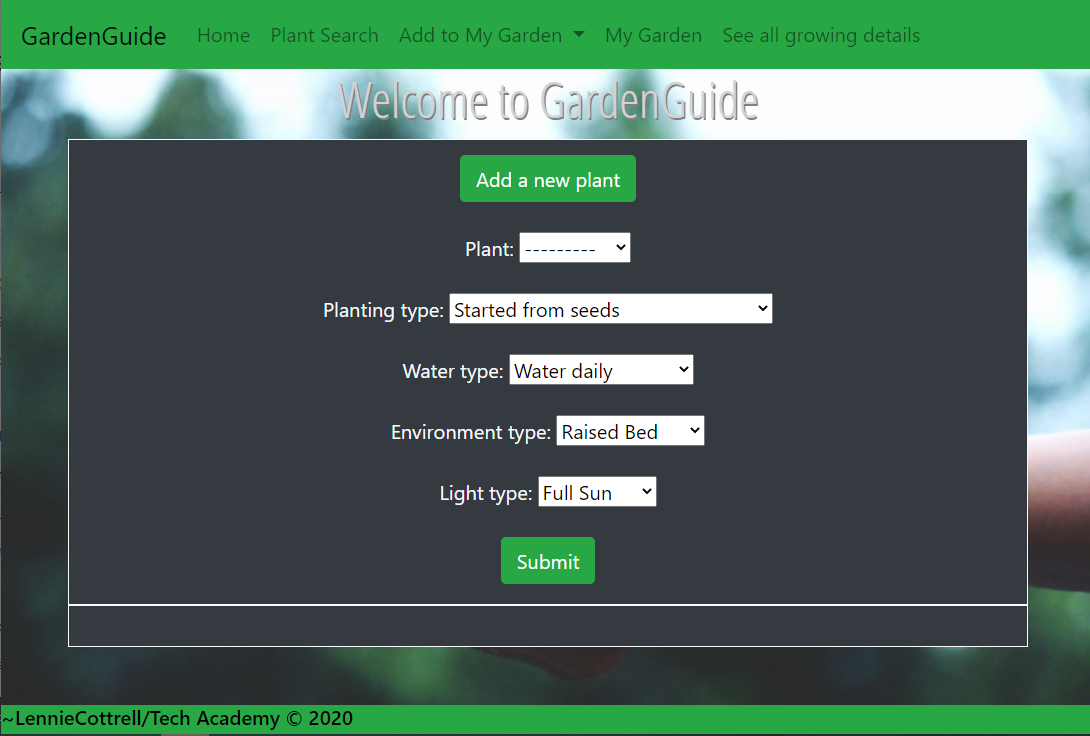 GardenGuide Home Plant Search Add to My Garden My Garden See all growing details
Welcome to GardenGuide
Add a new plant
Plant: ---------
Planting type: Started from seeds
Water type: Water daily
Environment type: Raised Bed
Light type: Full Sun
Submit
~LennieCottrell/Tech Academy © 2020